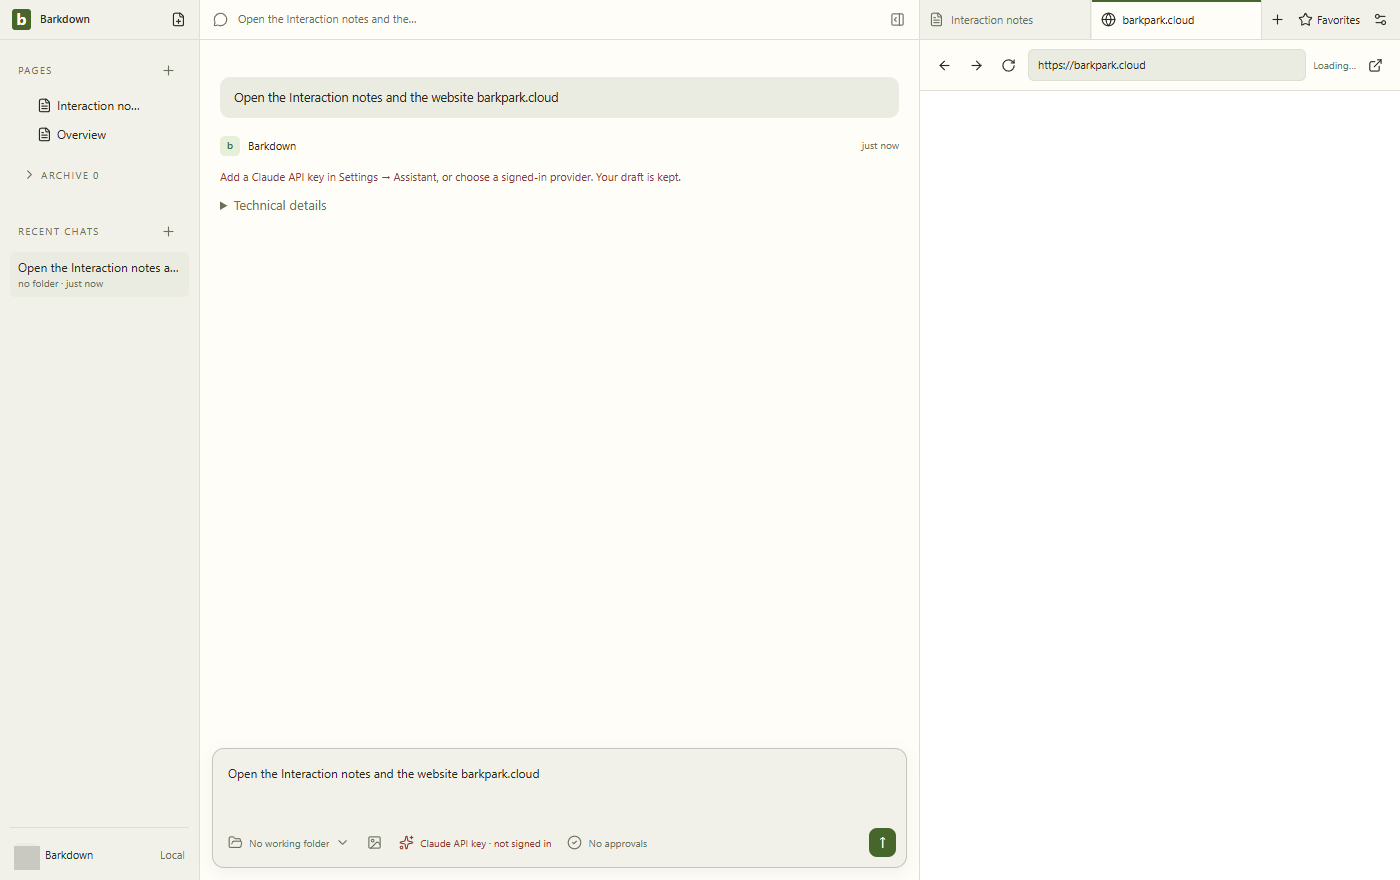 b Barkdown
PAGES
Interaction no...
Overview
ARCHIVE 0
RECENT CHATS
Open the Interaction notes a...
no folder · just now
Barkdown Local
Open the Interaction notes and the...
Open the Interaction notes and the website barkpark.cloud
b Barkdown just now
Add a Claude API key in Settings → Assistant, or choose a signed-in provider. Your draft is kept.
Technical details
Open the Interaction notes and the website barkpark.cloud
No working folder Claude API key · not signed in No approvals
Interaction notes barkpark.cloud Favorites
https://barkpark.cloud Loading...